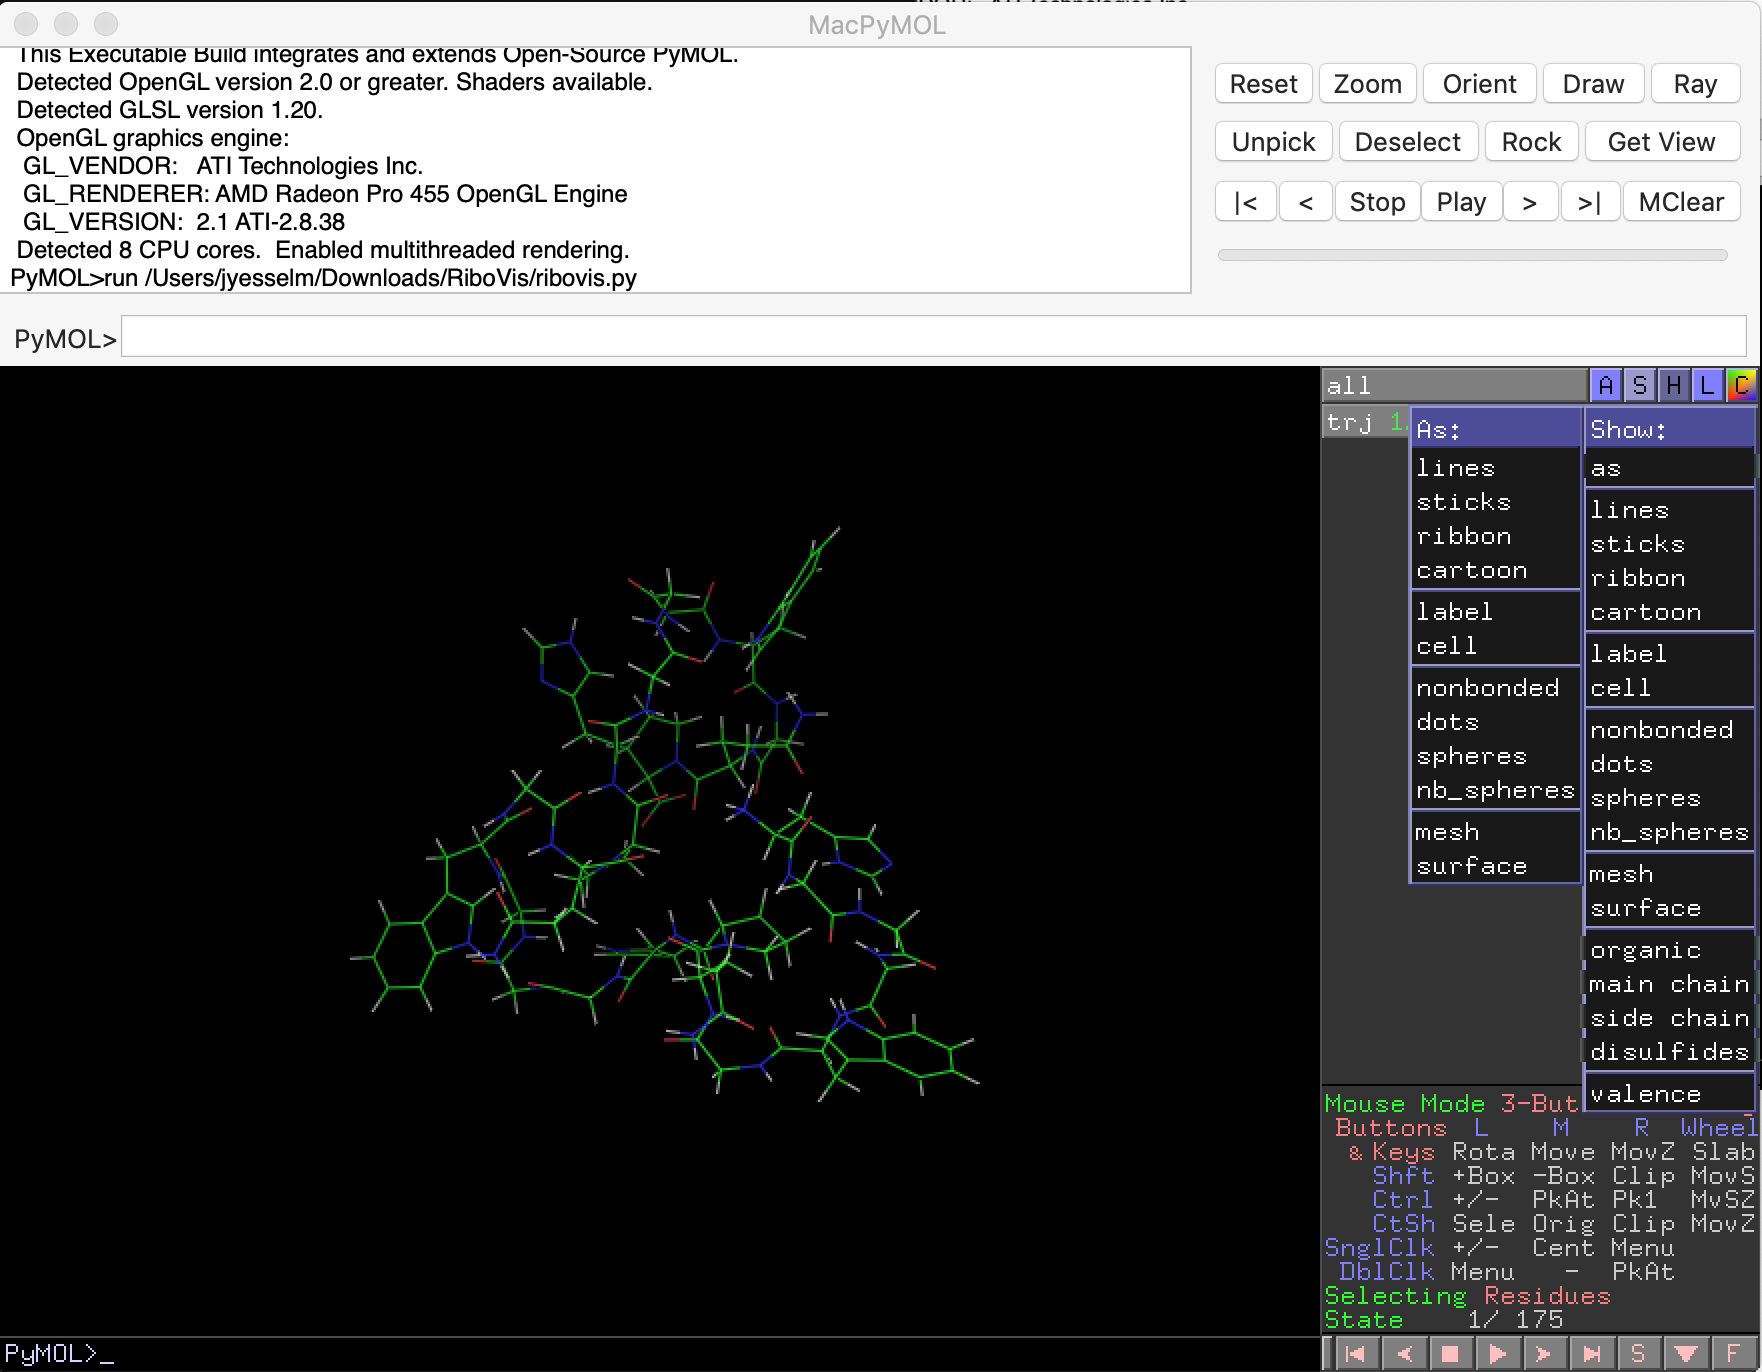 MacPyMOL
This Executable Build integrates and extends Open-Source PyMOL.
Detected OpenGL version 2.0 or greater. Shaders available.
Detected GLSL version 1.20.
OpenGL graphics engine:
GL_VENDOR: ATI Technologies Inc.
GL_RENDERER: AMD Radeon Pro 455 OpenGL Engine
GL_VERSION: 2.1 ATI-2.8.38
Detected 8 CPU cores. Enabled multithreaded rendering.
PyMOL>run /Users/jyesselm/Downloads/RiboVis/ribovis.py
Reset Zoom Orient Draw Ray
Unpick Deselect Rock Get View
|< < Stop Play > >| MClear
PyMOL>
all A S H L C
trj 1.
As:
lines
sticks
ribbon
cartoon
label
cell
nonbonded
dots
spheres
nb_spheres
mesh
surface
Show:
as
lines
sticks
ribbon
cartoon
label
cell
nonbonded
dots
spheres
nb_spheres
mesh
surface
organic
main chain
side chain
disulfides
valence
Mouse Mode 3-But
Buttons L M R Wheel
& Keys Rota Move MovZ Slab
Shft +Box -Box Clip MovS
Ctrl +/- PkAt Pk1 MvSZ
CtSh Sele Orig Clip MovZ
SnglClk +/- Cent Menu
DblClk Menu - PkAt
Selecting Residues
State 1/ 175
PyMOL>_
S F